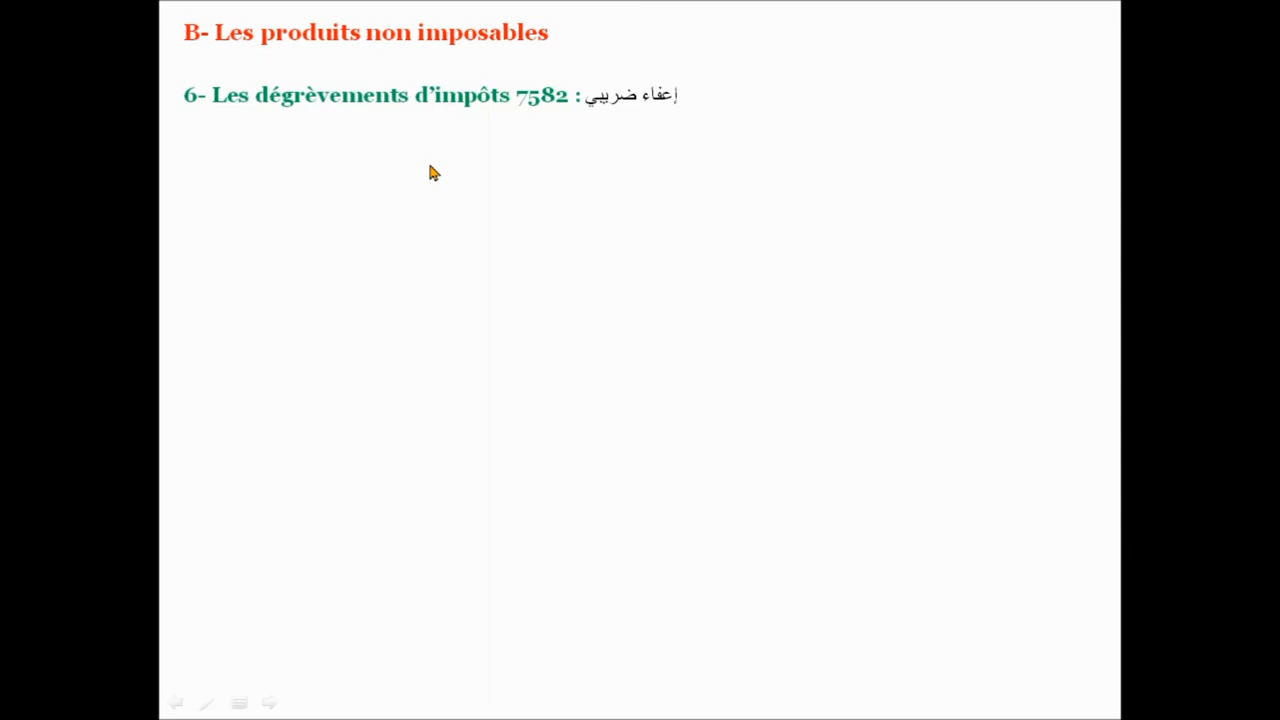 B- Les produits non imposables
6- Les dégrèvements d’impôts 7582 : إعفاء ضريبي